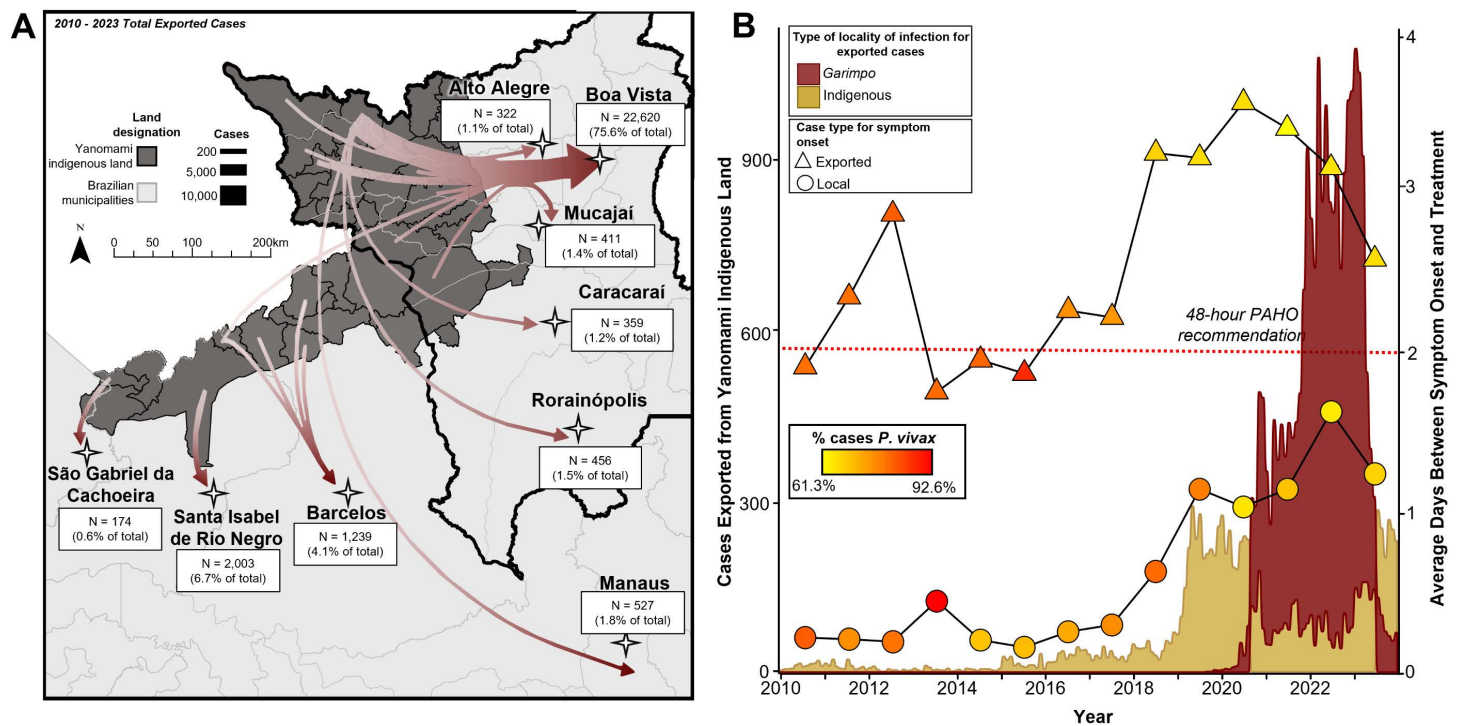 A
2010 - 2023 Total Exported Cases
Land
designation
Yanomami
indigenous land
Brazilian
municipalities
Cases
200
5,000
10,000
N
0 50 100 200km
Alto Alegre
N = 322
(1.1% of total)
Boa Vista
N = 22,620
(75.6% of total)
Mucajaí
N = 411
(1.4% of total)
Caracaraí
N = 359
(1.2% of total)
Rorainópolis
N = 456
(1.5% of total)
São Gabriel da
Cachoeira
N = 174
(0.6% of total)
Santa Isabel
de Rio Negro
N = 2,003
(6.7% of total)
Barcelos
N = 1,239
(4.1% of total)
Manaus
N = 527
(1.8% of total)
B
Type of locality of infection for
exported cases
Garimpo
Indigenous
Case type for symptom
onset
Exported
Local
48-hour PAHO
recommendation
% cases P. vivax
61.3% 92.6%
Cases Exported from Yanomami Indigenous Land
900
600
300
0
Average Days Between Symptom Onset and Treatment
4
3
2
1
0
2010 2012 2014 2016 2018 2020 2022
Year